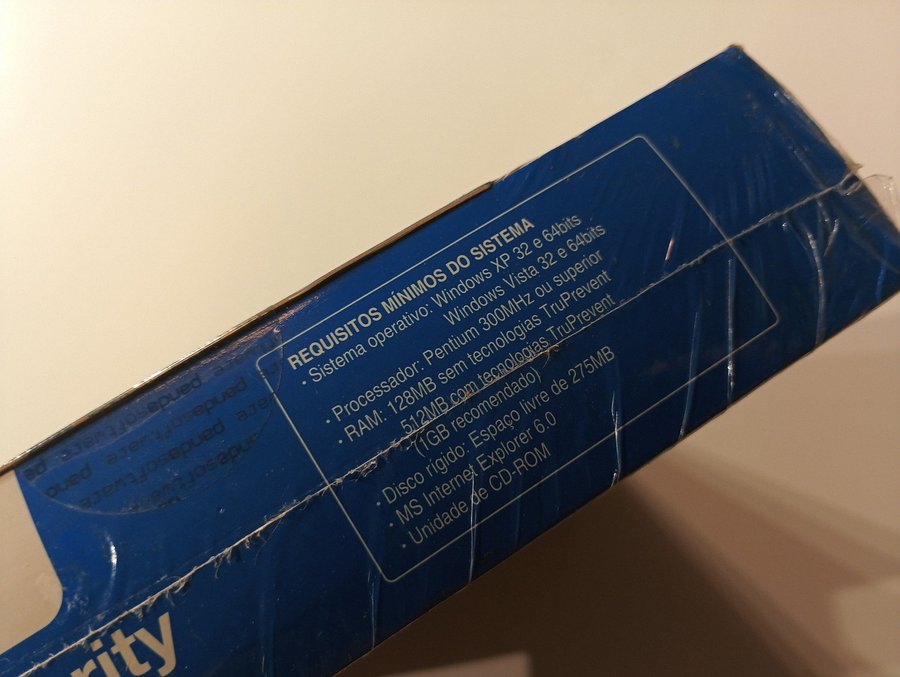 REQUISITOS MÍNIMOS DO SISTEMA
• Sistema operativo: Windows XP 32 e 64bits
Windows Vista 32 e 64bits
• Processador: Pentium 300MHz ou superior
• RAM: 128MB sem tecnologias TruPrevent
512MB com tecnologias TruPrevent
(1GB recomendado)
• Disco rígido: Espaço livre de 275MB
• MS Internet Explorer 6.0
• Unidade de CD-ROM
pandasoftware
pandasoftware
rity